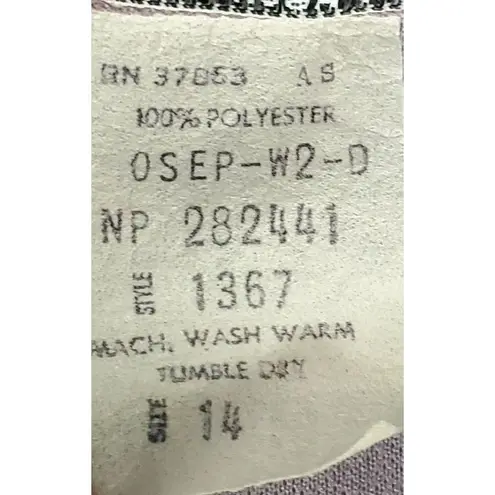 RN 37853 AS
100% POLYESTER
OSEP-W2-D
NP 282441
STYLE 1367
MACH. WASH WARM
TUMBLE DRY
SIZE 14